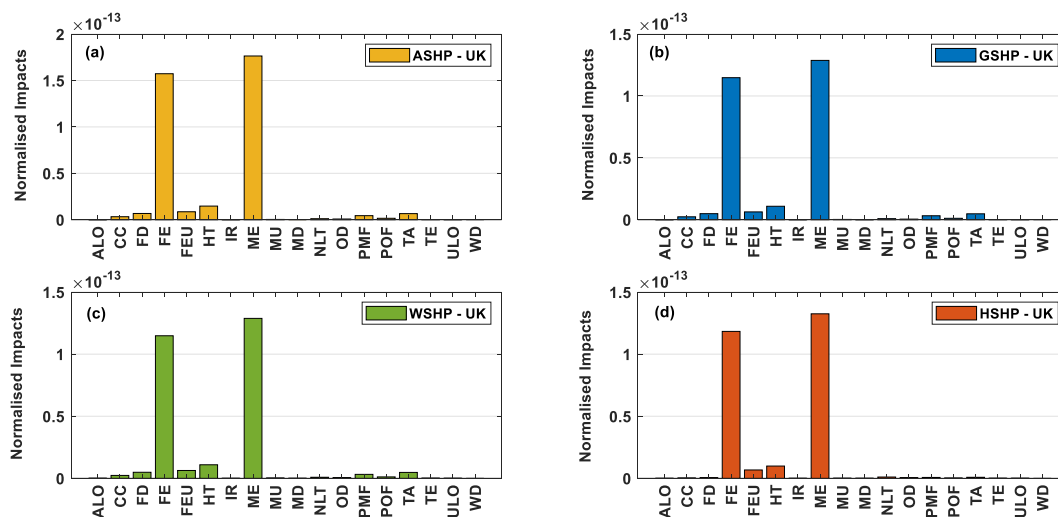 ×10⁻¹³
(a)
ASHP - UK
Normalised Impacts
2
1.5
1
0.5
0
ALO CC FD FE FEU HT IR ME MU MD NLT OD PMF POF TA TE ULO WD
×10⁻¹³
(b)
GSHP - UK
Normalised Impacts
1.5
1
0.5
0
ALO CC FD FE FEU HT IR ME MU MD NLT OD PMF POF TA TE ULO WD
×10⁻¹³
(c)
WSHP - UK
Normalised Impacts
1.5
1
0.5
0
ALO CC FD FE FEU HT IR ME MU MD NLT OD PMF POF TA TE ULO WD
×10⁻¹³
(d)
HSHP - UK
Normalised Impacts
1.5
1
0.5
0
ALO CC FD FE FEU HT IR ME MU MD NLT OD PMF POF TA TE ULO WD